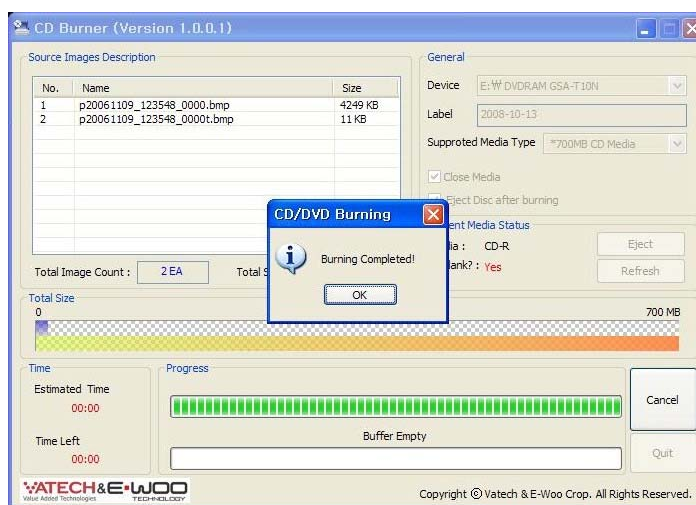 CD Burner (Version 1.0.0.1)
Source Images Description
No. Name Size
1 p20061109_123548_0000.bmp 4249 KB
2 p20061109_123548_0000t.bmp 11 KB
Total Image Count : 2 EA Total S
General
Device E:₩ DVDRAM GSA-T10N
Label 2008-10-13
Supproted Media Type *700MB CD Media
Close Media
Eject Disc after burning
ent Media Status
ia : CD-R
lank? : Yes
Eject
Refresh
CD/DVD Burning
Burning Completed!
OK
Total Size
0 700 MB
Time
Estimated Time
00:00
Time Left
00:00
Progress
Buffer Empty
Cancel
Quit
VATECH & E-WOO
Value Added Technologies TECHNOLOGY
Copyright © Vatech & E-Woo Crop. All Rights Reserved.